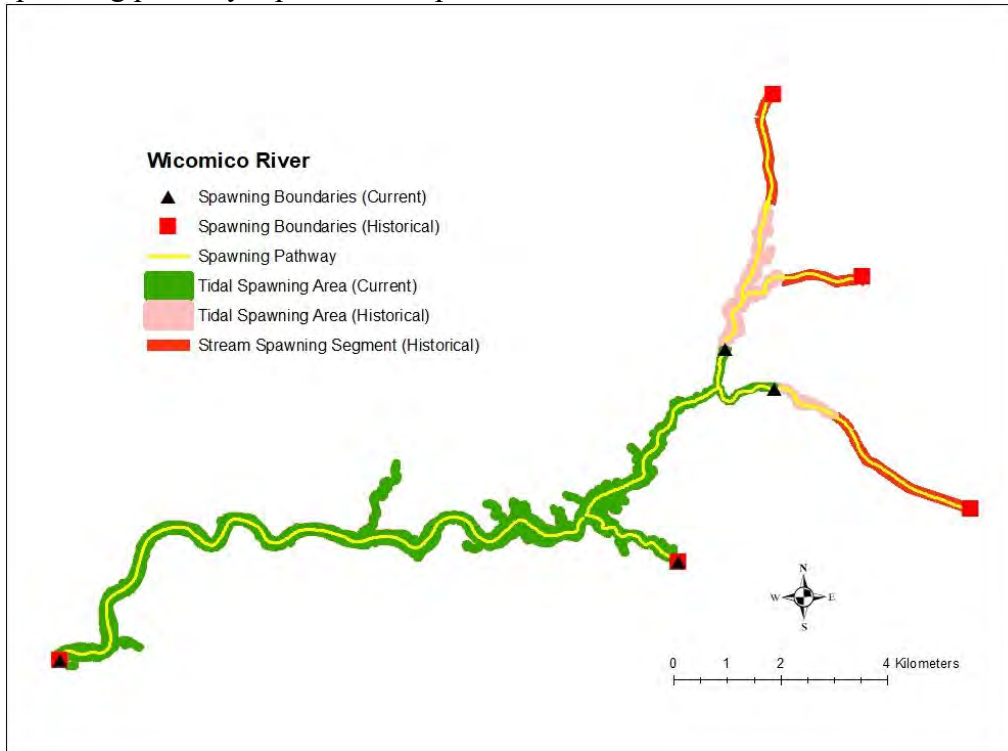 Wicomico River
Spawning Boundaries (Current)
Spawning Boundaries (Historical)
Spawning Pathway
Tidal Spawning Area (Current)
Tidal Spawning Area (Historical)
Stream Spawning Segment (Historical)
N
W E
S
0 1 2 4 Kilometers